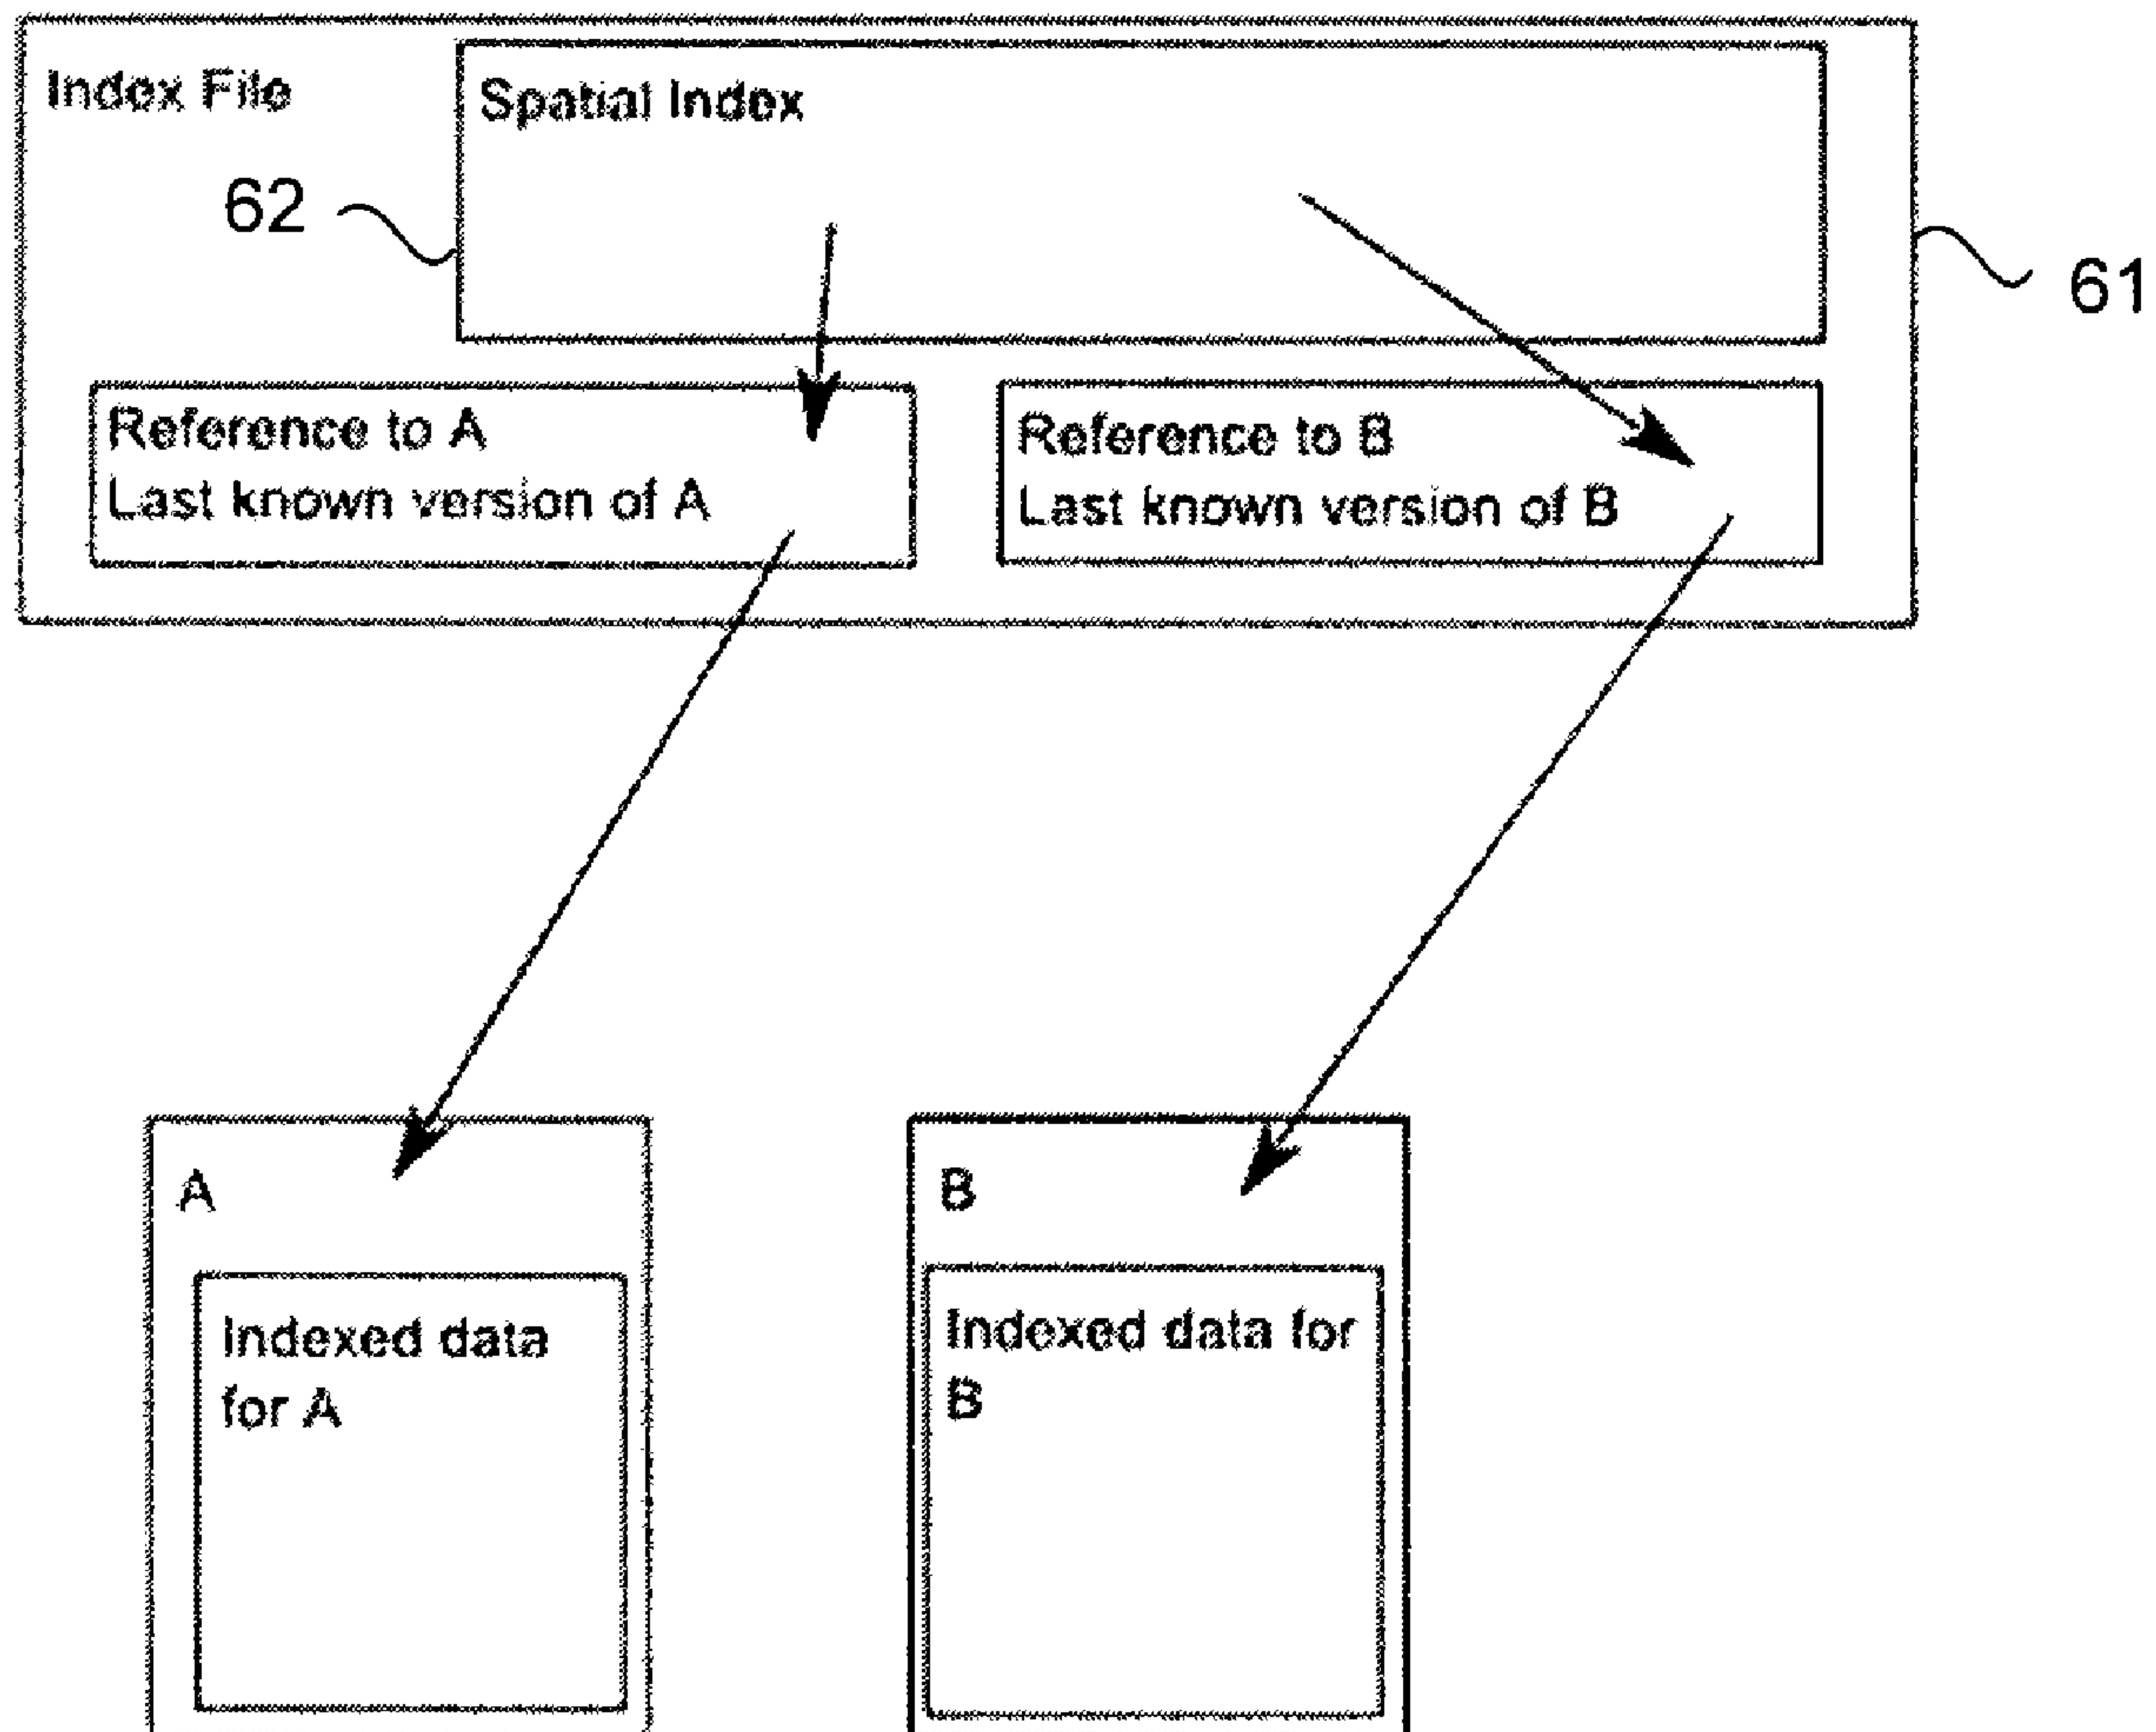 Index File
Spatial Index
62
61
Reference to A
Last known version of A
Reference to B
Last known version of B
A
Indexed data
for A
B
Indexed data for
B